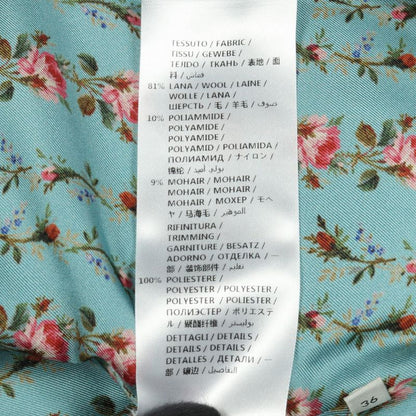 TESSUTO / FABRIC /
TISSU / GEWEBE /
TEJIDO / ТКАНЬ / 表地 / 面
料 / قماش
81% LANA / WOOL / LAINE /
WOLLE / LANA /
ШЕРСТЬ / 毛 / 羊毛 / صوف
10% POLIAMMIDE /
POLYAMIDE /
POLYAMIDE /
POLYAMID / POLIAMIDA /
ПОЛИАМИД / ナイロン /
锦纶 / بولي أميد
9% MOHAIR / MOHAIR /
MOHAIR / MOHAIR /
MOHAIR / МОХЕР / モヘ
ヤ / 马海毛 / الموهير
RIFINITURA /
TRIMMING /
GARNITURE / BESATZ /
ADORNO / ОТДЕЛКА / 一
部 / 装饰部件 / تقليم
100% POLIESTERE /
POLYESTER /
POLYESTER / POLYESTER
/ POLYESTER / POLIÉSTER /
ПОЛИЭСТЕР / ポリエステ
ル / 聚酯纤维 / بوليستر
DETTAGLI / DETAILS /
DETAILS / DETAILS /
DETALLES / ДЕТАЛИ / 一
部 / 镶边 / التفاصيل
36